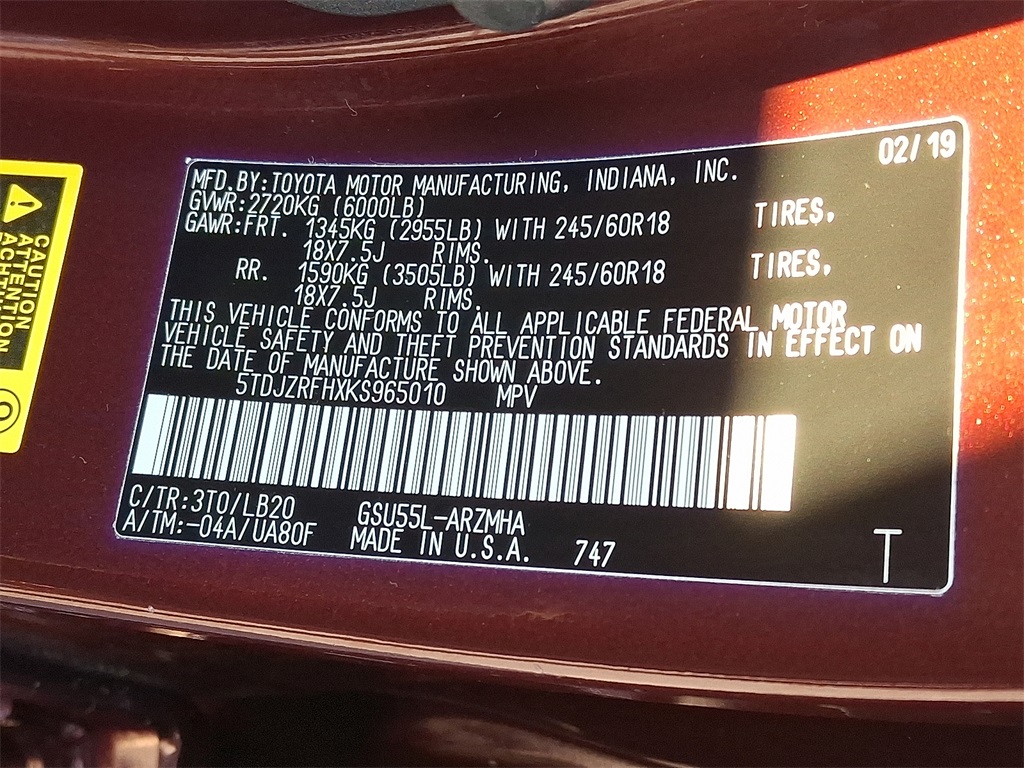 02/19
MFD.BY:TOYOTA MOTOR MANUFACTURING, INDIANA, INC.
GVWR:2720KG (6000LB)
GAWR:FRT. 1345KG (2955LB) WITH 245/60R18 TIRES,
18X7.5J RIMS.
RR. 1590KG (3505LB) WITH 245/60R18 TIRES,
18X7.5J RIMS.
THIS VEHICLE CONFORMS TO ALL APPLICABLE FEDERAL MOTOR
VEHICLE SAFETY AND THEFT PREVENTION STANDARDS IN EFFECT ON
THE DATE OF MANUFACTURE SHOWN ABOVE.
5TDJZRFHXKS965010 MPV
C/TR:3T0/LB20 GSU55L-ARZMHA
A/TM:-04A/UA80F MADE IN U.S.A. 747
T
CAUTION
ATTENTION
ACHTUNG